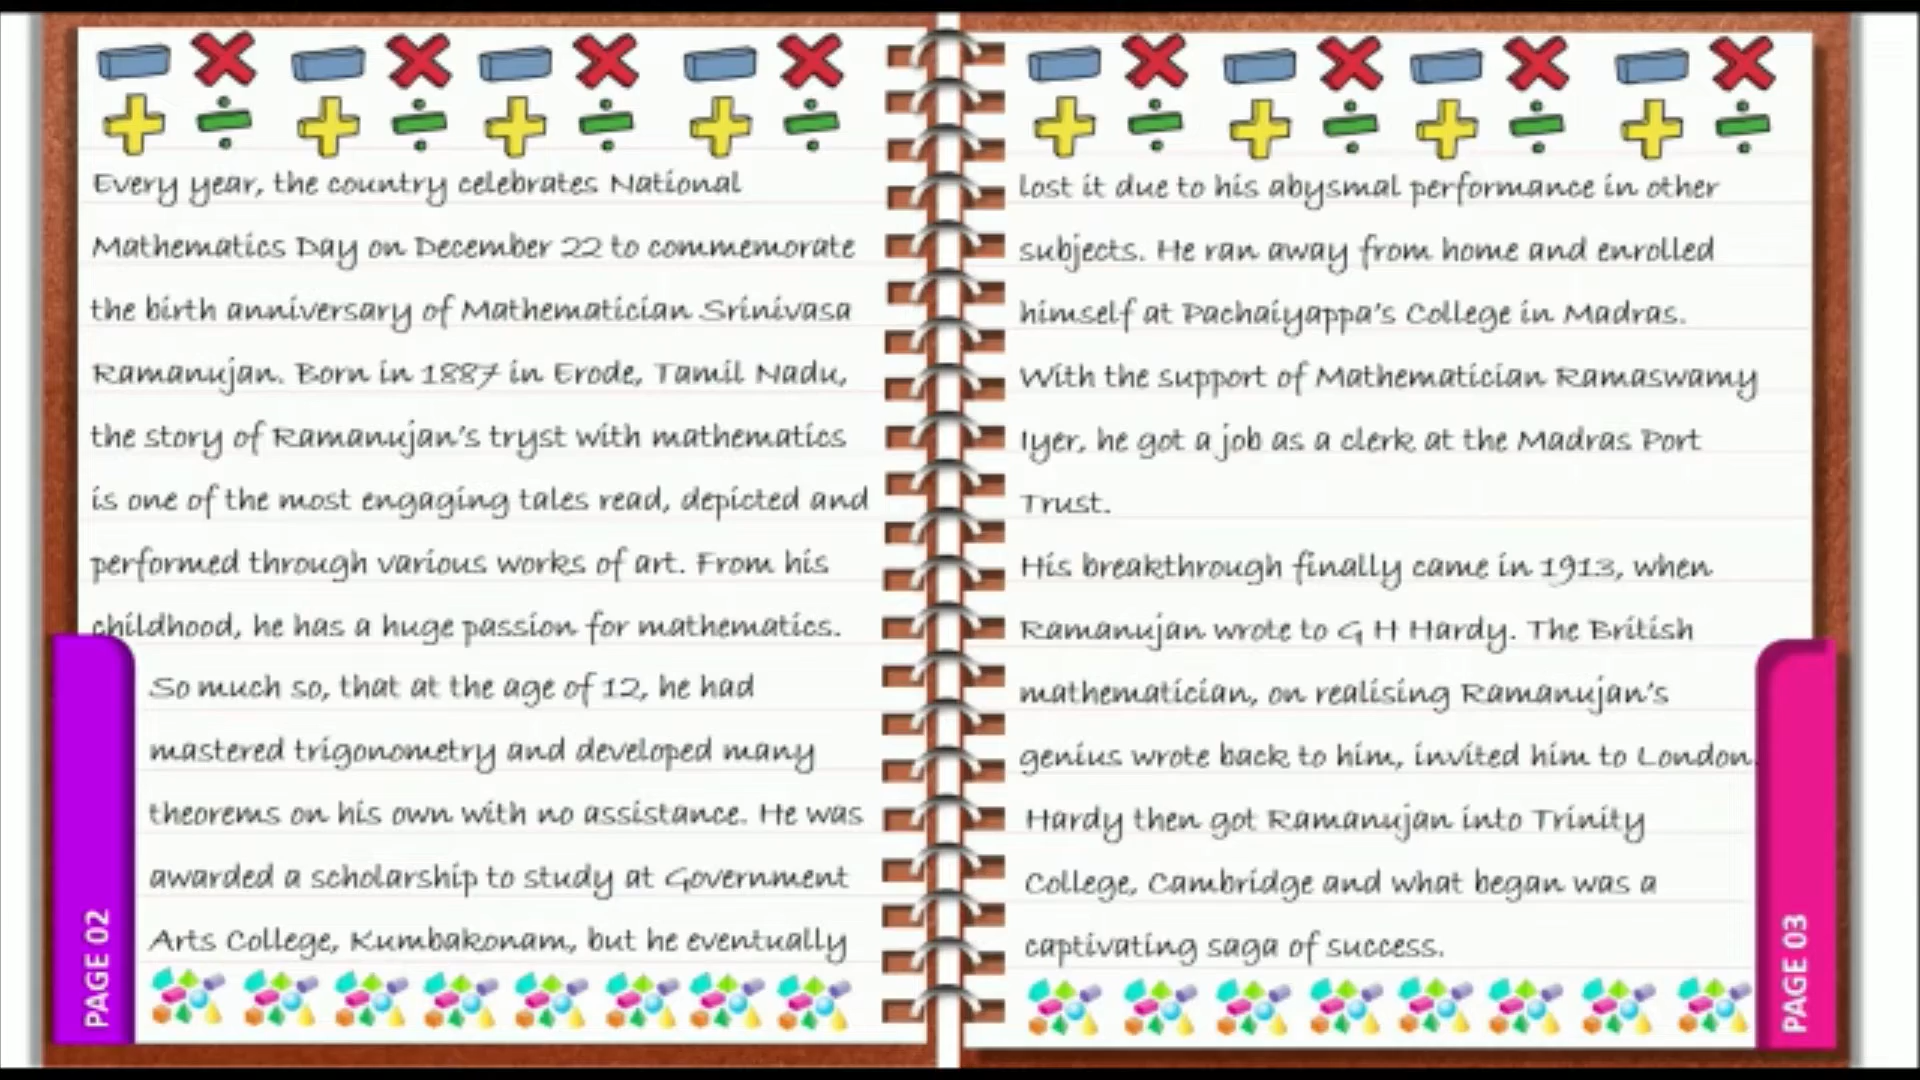 Every year, the country celebrates National
Mathematics Day on December 22 to commemorate
the birth anniversary of Mathematician Srinivasa
Ramanujan. Born in 1887 in Erode, Tamil Nadu,
the story of Ramanujan's tryst with mathematics
is one of the most engaging tales read, depicted and
performed through various works of art. From his
childhood, he has a huge passion for mathematics.
So much so, that at the age of 12, he had
mastered trigonometry and developed many
theorems on his own with no assistance. He was
awarded a scholarship to study at Government
Arts College, Kumbakonam, but he eventually
PAGE 02
lost it due to his abysmal performance in other
subjects. He ran away from home and enrolled
himself at Pachaiyappa's College in Madras.
With the support of Mathematician Ramaswamy
Iyer, he got a job as a clerk at the Madras Port
Trust.
His breakthrough finally came in 1913, when
Ramanujan wrote to G H Hardy. The British
mathematician, on realising Ramanujan's
genius wrote back to him, invited him to London.
Hardy then got Ramanujan into Trinity
College, Cambridge and what began was a
captivating saga of success.
PAGE 03